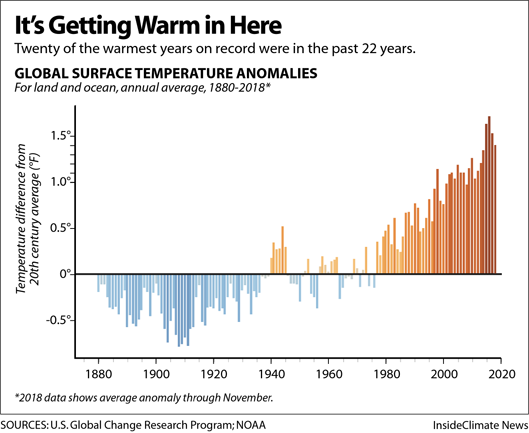 It's Getting Warm in Here
Twenty of the warmest years on record were in the past 22 years.
GLOBAL SURFACE TEMPERATURE ANOMALIES
For land and ocean, annual average, 1880-2018*
Temperature difference from
20th century average (°F)
1.5°
1.0°
0.5°
0°
-0.5°
1880 1900 1920 1940 1960 1980 2000 2020
*2018 data shows average anomaly through November.
SOURCES: U.S. Global Change Research Program; NOAA InsideClimate News